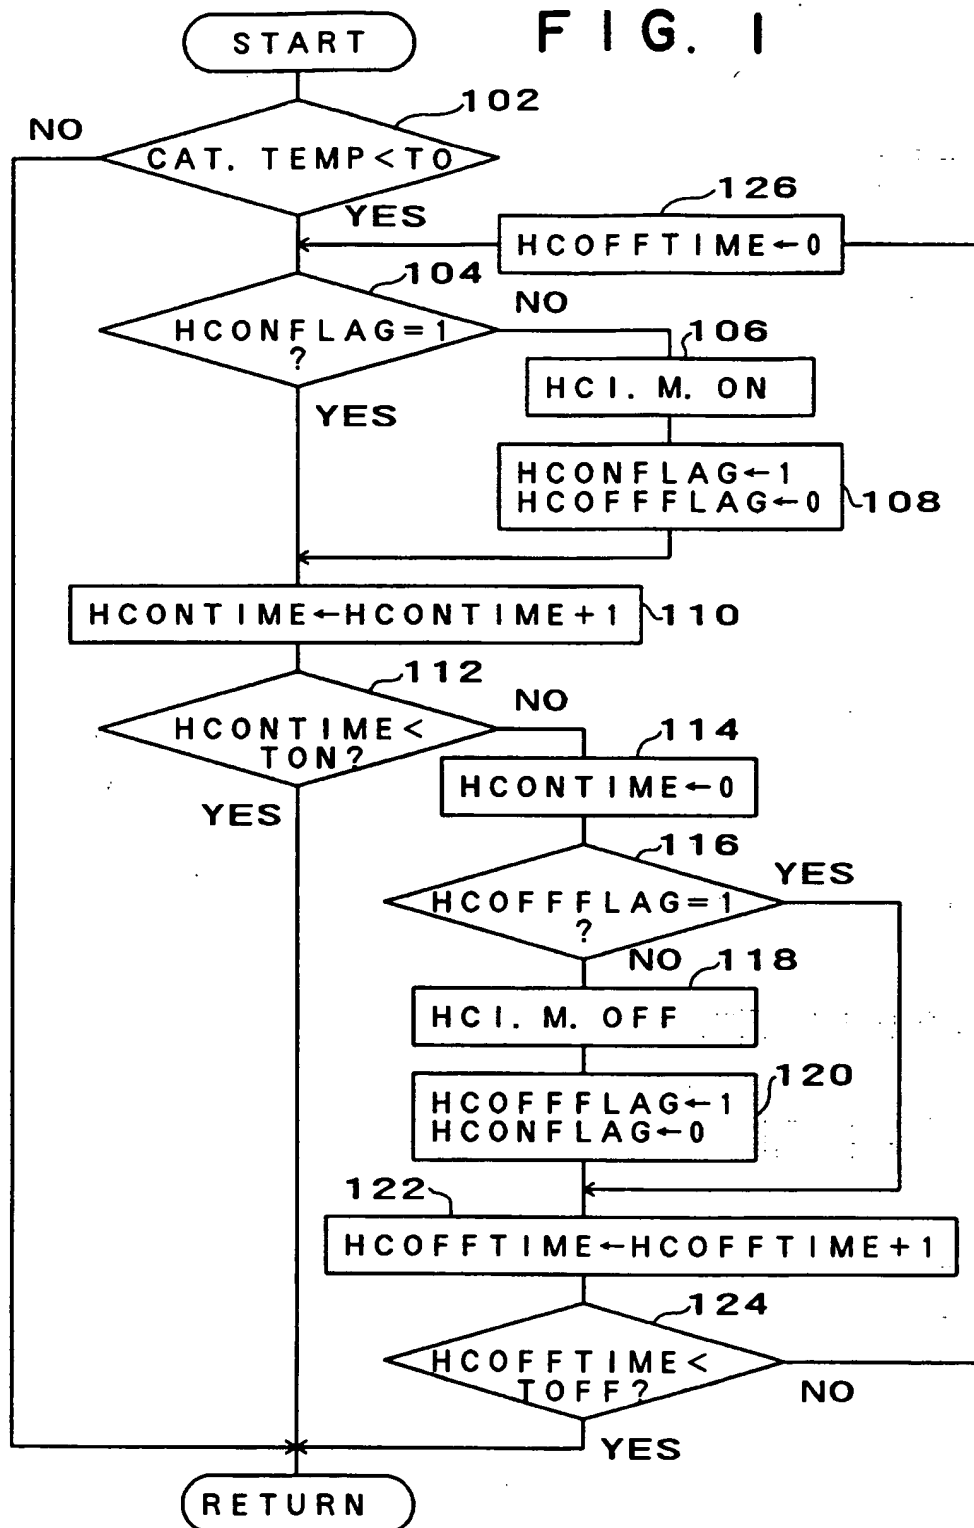 FIG. 1
START
102
NO
CAT. TEMP<TO
YES
126
HCOFFTIME←0
104
HCONFLAG=1
?
NO
106
HCI. M. ON
YES
HCONFLAG←1
HCOFFFLAG←0
108
HCONTIME←HCONTIME+1
110
112
HCONTIME<
TON?
NO
114
HCONTIME←0
YES
116
HCOFFFLAG=1
?
YES
NO
118
HCI. M. OFF
120
HCOFFFLAG←1
HCONFLAG←0
122
HCOFFTIME←HCOFFTIME+1
124
HCOFFTIME<
TOFF?
NO
YES
RETURN